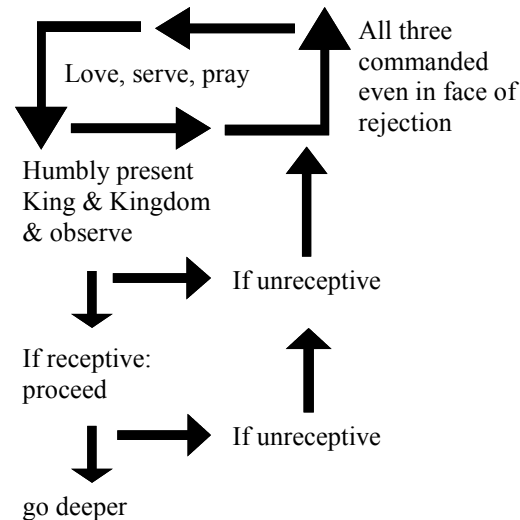 All three
commanded
even in face of
rejection
Love, serve, pray
Humbly present
King & Kingdom
& observe
If unreceptive
If receptive:
proceed
If unreceptive
go deeper